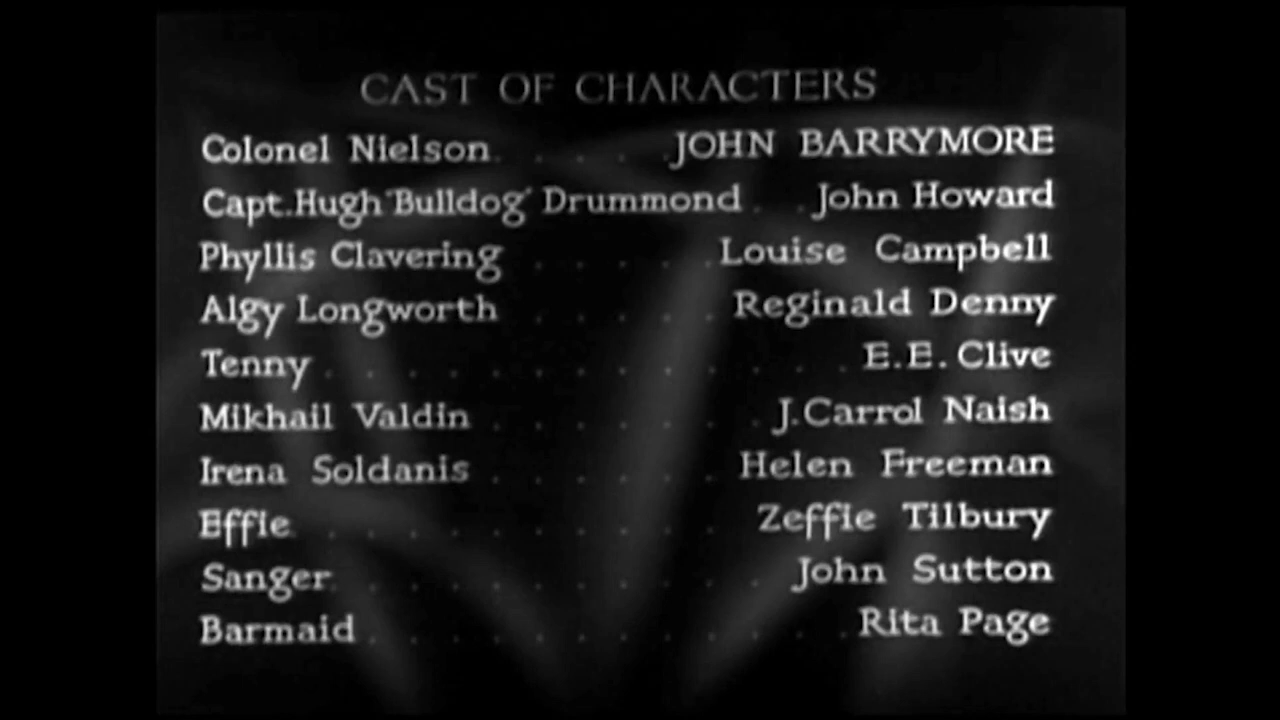 CAST OF CHARACTERS
Colonel Nielson. . . . .JOHN BARRYMORE
Capt.Hugh"Bulldog" Drummond . .John Howard
Phyllis Clavering . . . . .Louise Campbell
Algy Longworth . . . . .Reginald Denny
Tenny . . . . . . . . . . .E.E. Clive
Mikhail Valdin . . . . . . .J.Carrol Naish
Irena Soldanis . . . . . .Helen Freeman
Effie. . . . . . . . . . Zeffie Tilbury
Sanger. . . . . . . . . . .John Sutton
Barmaid . . . . . . . . . . .Rita Page